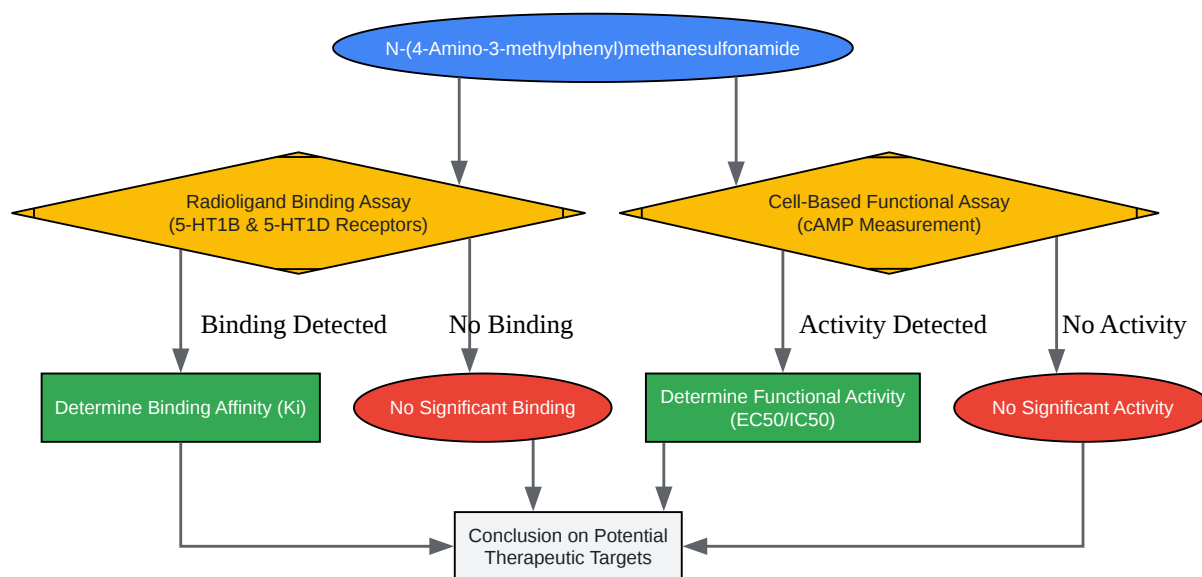 N-(4-Amino-3-methylphenyl)methanesulfonamide
Radioligand Binding Assay
(5-HT1B & 5-HT1D Receptors)
Cell-Based Functional Assay
(cAMP Measurement)
Binding Detected
No Binding
Activity Detected
No Activity
Determine Binding Affinity (Ki)
No Significant Binding
Determine Functional Activity
(EC50/IC50)
No Significant Activity
Conclusion on Potential
Therapeutic Targets